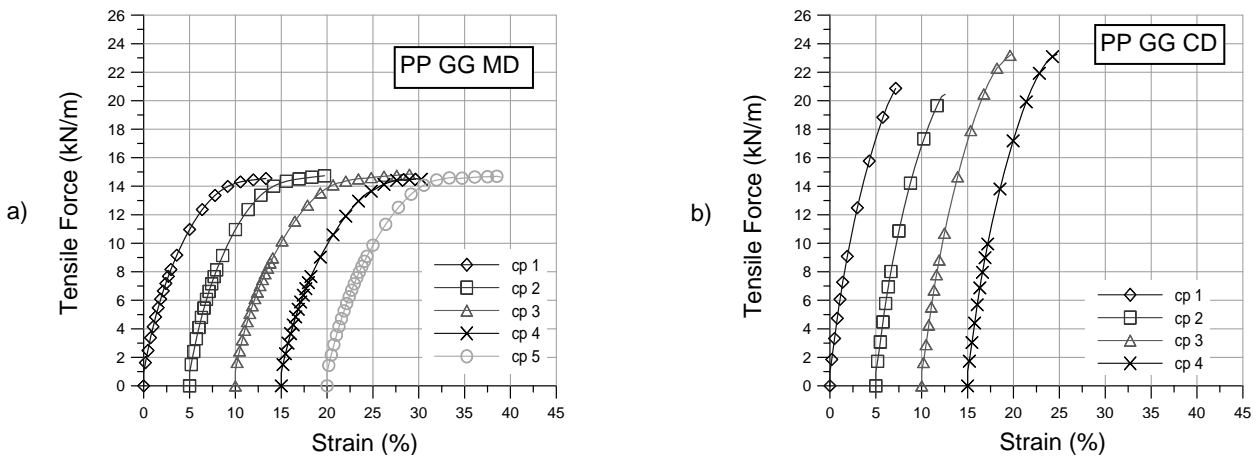 a)
Tensile Force (kN/m)
26
24
22
20
18
16
14
12
10
8
6
4
2
0
PP GG MD
cp 1
cp 2
cp 3
cp 4
cp 5
0 5 10 15 20 25 30 35 40 45
Strain (%)
b)
Tensile Force (kN/m)
26
24
22
20
18
16
14
12
10
8
6
4
2
0
PP GG CD
cp 1
cp 2
cp 3
cp 4
0 5 10 15 20 25 30 35 40 45
Strain (%)